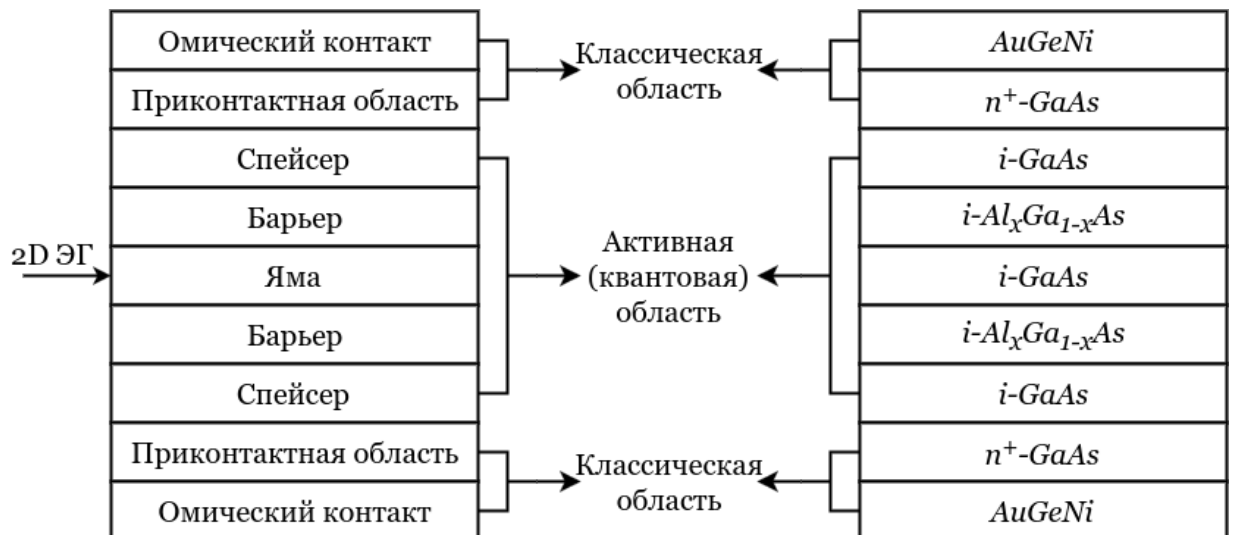 Омический контакт
Приконтактная область
Спейсер
Барьер
2D ЭГ
Яма
Барьер
Спейсер
Приконтактная область
Омический контакт
Классическая
область
Активная
(квантовая)
область
Классическая
область
AuGeNi
n⁺-GaAs
i-GaAs
i-AlₓGa₁₋ₓAs
i-GaAs
i-AlₓGa₁₋ₓAs
i-GaAs
n⁺-GaAs
AuGeNi